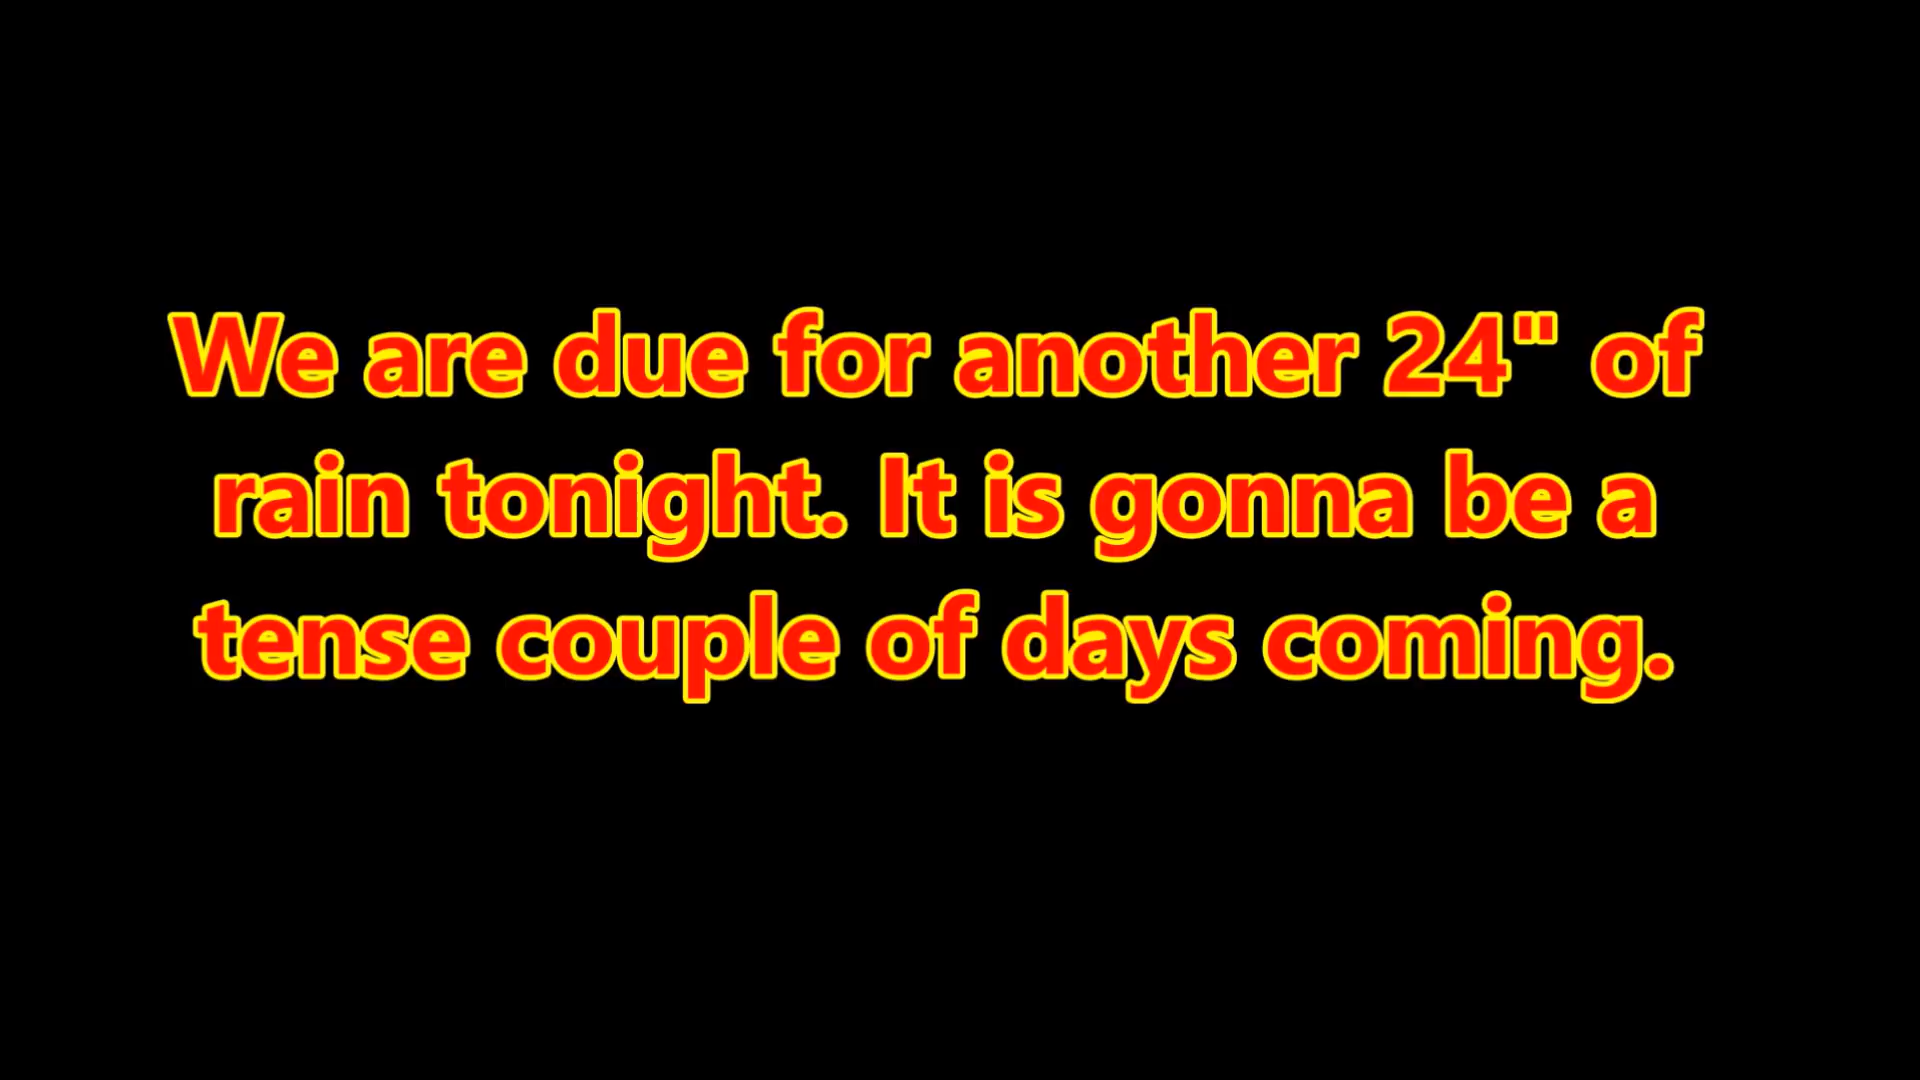 We are due for another 24" of
rain tonight. It is gonna be a
tense couple of days coming.